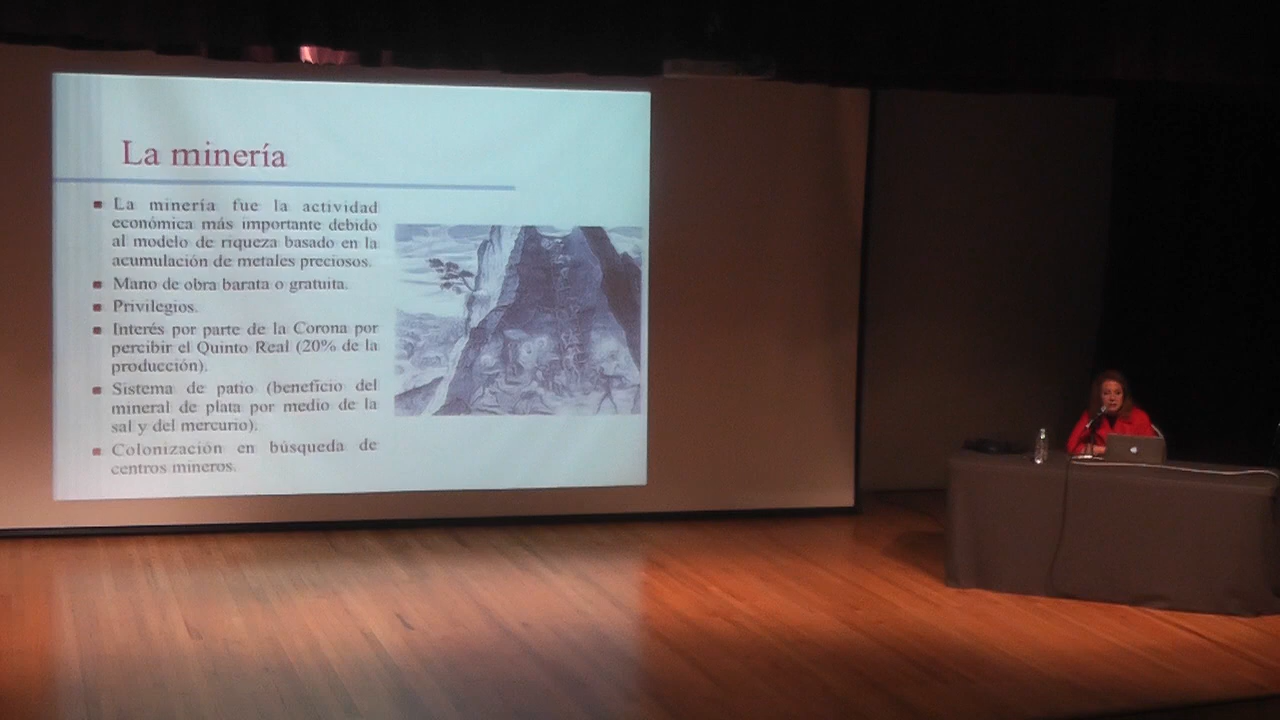 La minería
La minería fue la actividad
económica más importante debido
al modelo de riqueza basado en la
acumulación de metales preciosos.
Mano de obra barata o gratuita.
Privilegios.
Interés por parte de la Corona por
percibir el Quinto Real (20% de la
producción).
Sistema de patio (beneficio del
mineral de plata por medio de la
sal y del mercurio).
Colonización en búsqueda de
centros mineros.